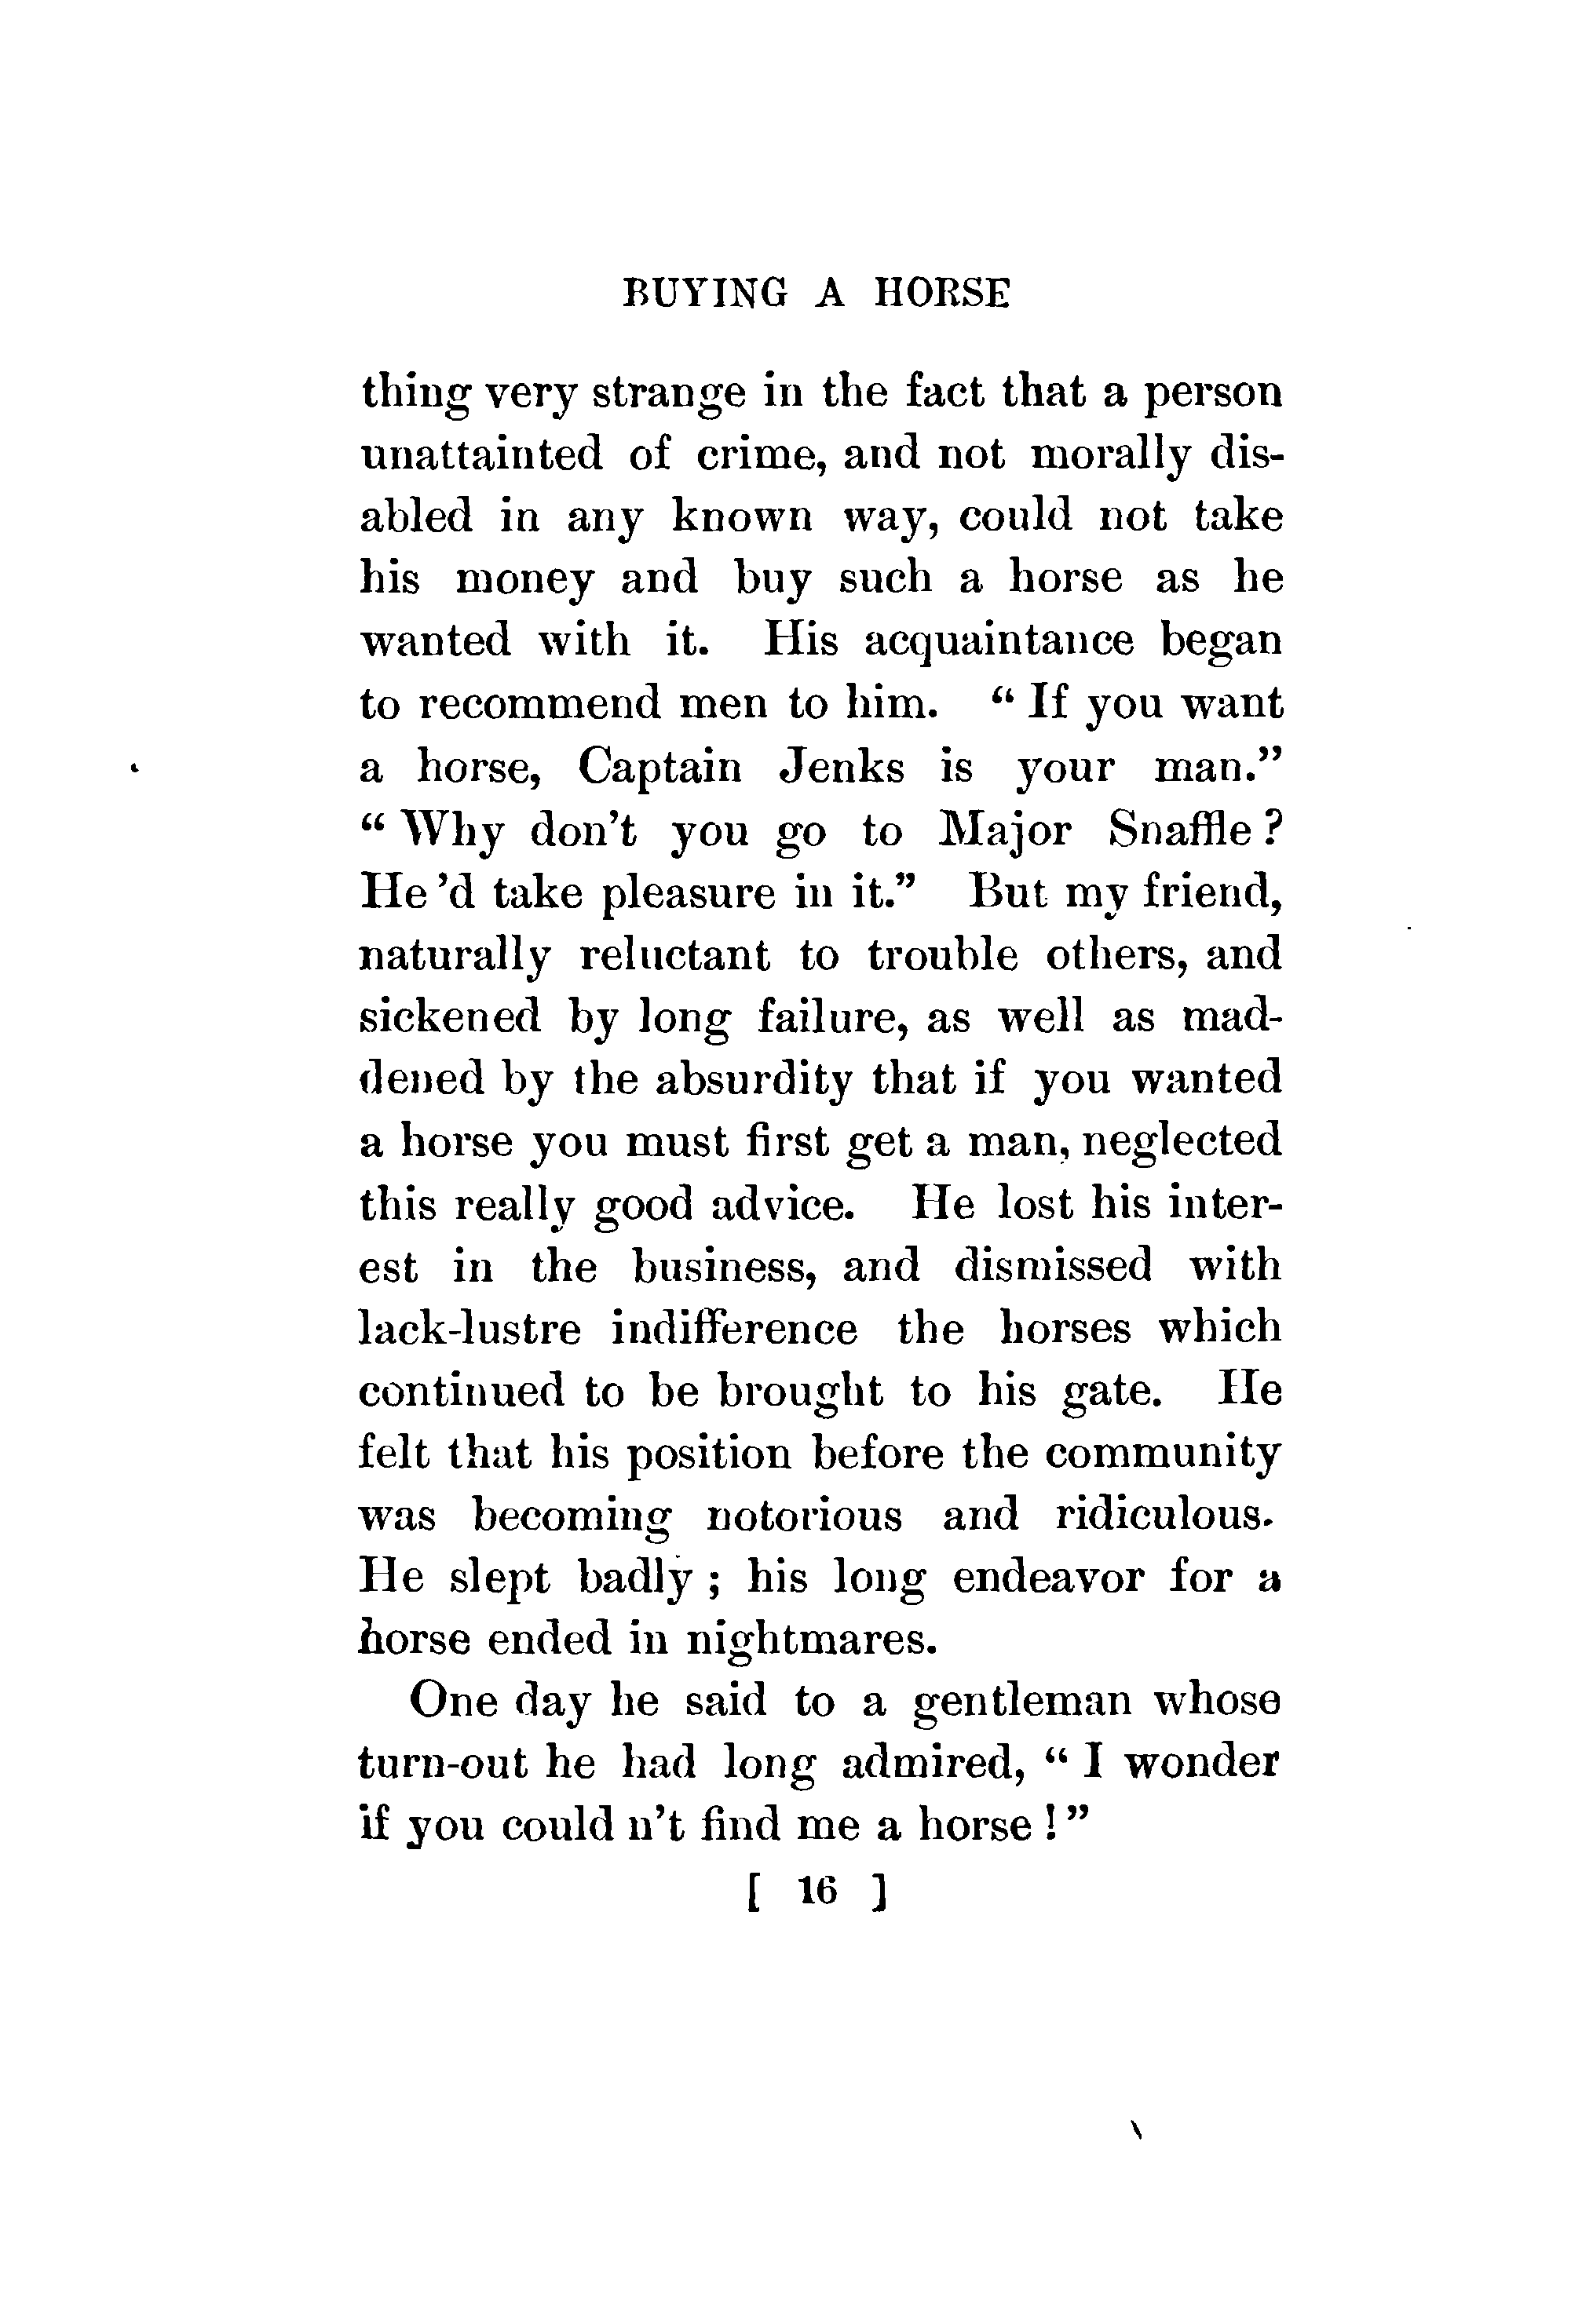 BUYING A HORSE
thing very strange in the fact that a person
unattainted of crime, and not morally dis-
abled in any known way, could not take
his money and buy such a horse as he
wanted with it. His acquaintance began
to recommend men to him. “ If you want
a horse, Captain Jenks is your man.”
“ Why don’t you go to Major Snaffle ?
He ’d take pleasure in it.” But my friend,
naturally reluctant to trouble others, and
sickened by long failure, as well as mad-
dened by the absurdity that if you wanted
a horse you must first get a man, neglected
this really good advice. He lost his inter-
est in the business, and dismissed with
lack-lustre indifference the horses which
continued to be brought to his gate. He
felt that his position before the community
was becoming notorious and ridiculous.
He slept badly ; his long endeavor for a
horse ended in nightmares.
One day he said to a gentleman whose
turn-out he had long admired, “ I wonder
if you could n’t find me a horse ! ”
[ 16 ]